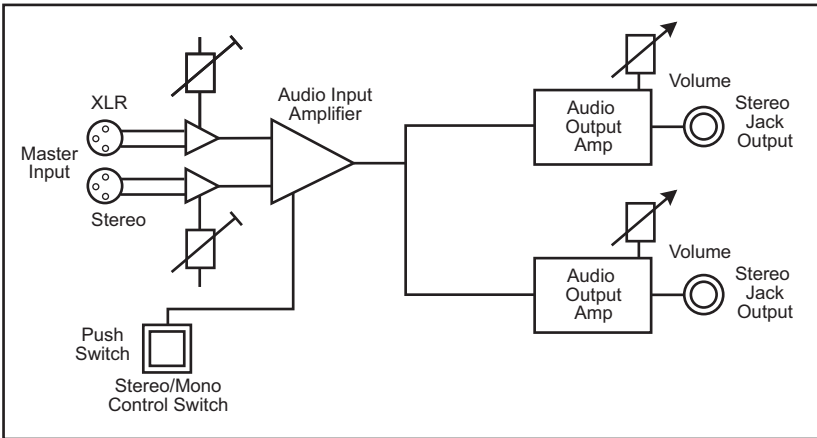 XLR
Master
Input
Stereo
Audio Input
Amplifier
Push
Switch
Stereo/Mono
Control Switch
Audio
Output
Amp
Volume
Stereo
Jack
Output
Audio
Output
Amp
Volume
Stereo
Jack
Output